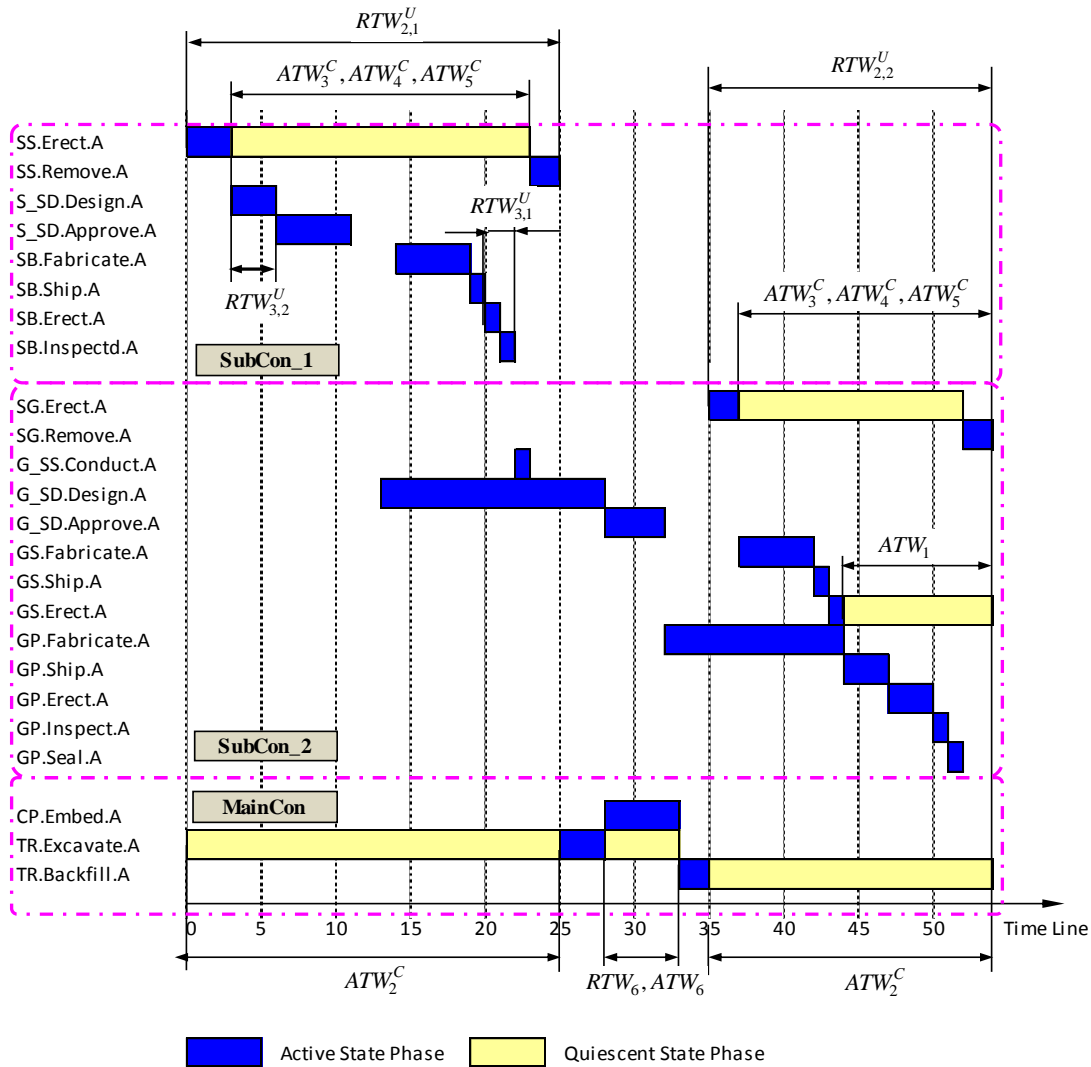 RTW^U_{2,1}
ATW^C_3, ATW^C_4, ATW^C_5
RTW^U_{2,2}
SS.Erect.A
SS.Remove.A
S_SD.Design.A
RTW^U_{3,1}
S_SD.Approve.A
SB.Fabricate.A
SB.Ship.A
RTW^U_{3,2}
ATW^C_3, ATW^C_4, ATW^C_5
SB.Erect.A
SB.Inspectd.A
SubCon_1
SG.Erect.A
SG.Remove.A
G_SS.Conduct.A
G_SD.Design.A
G_SD.Approve.A
GS.Fabricate.A
ATW_1
GS.Ship.A
GS.Erect.A
GP.Fabricate.A
GP.Ship.A
GP.Erect.A
GP.Inspect.A
SubCon_2
GP.Seal.A
MainCon
CP.Embed.A
TR.Excavate.A
TR.Backfill.A
0 5 10 15 20 25 30 35 40 45 50 Time Line
ATW^C_2
RTW_6, ATW_6
ATW^C_2
Active State Phase
Quiescent State Phase